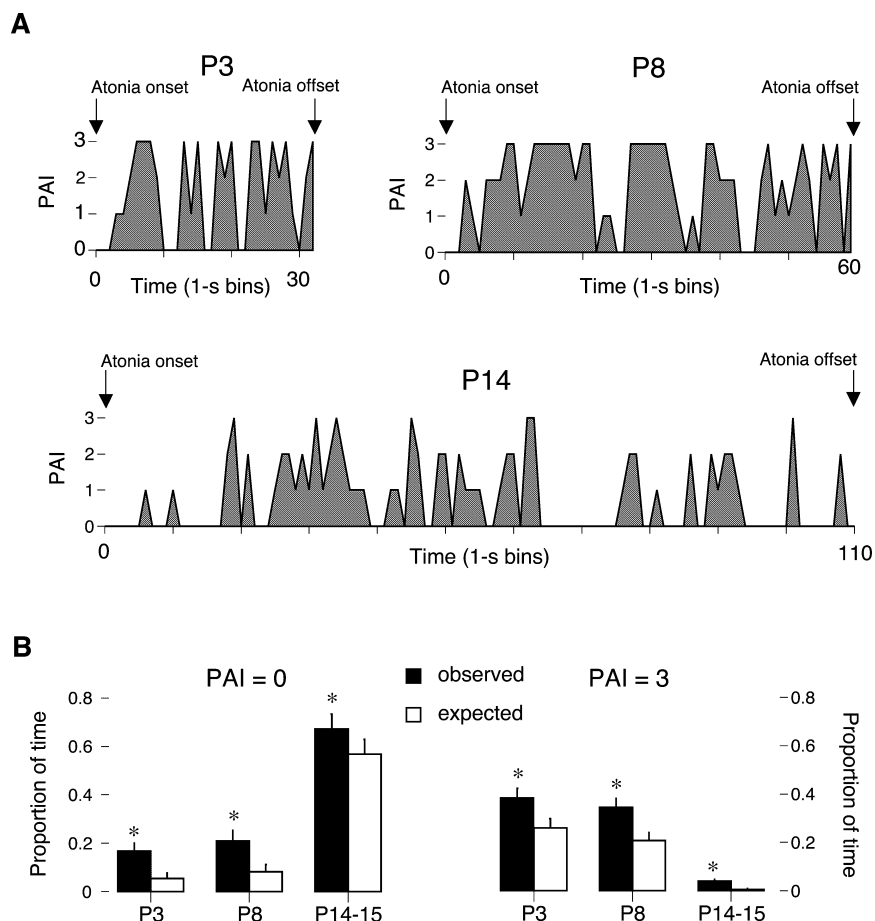 A
P3
P8
Atonia onset
Atonia offset
Atonia onset
Atonia offset
3
2
1
0
PAI
0
30
Time (1-s bins)
3
2
1
0
PAI
0
60
Time (1-s bins)
P14
Atonia onset
Atonia offset
3
2
1
0
PAI
0
110
Time (1-s bins)
B
PAI = 0
observed
expected
PAI = 3
0.8
0.6
0.4
0.2
0
Proportion of time
*
*
*
P3
P8
P14-15
*
*
*
P3
P8
P14-15
0.8
0.6
0.4
0.2
0
Proportion of time